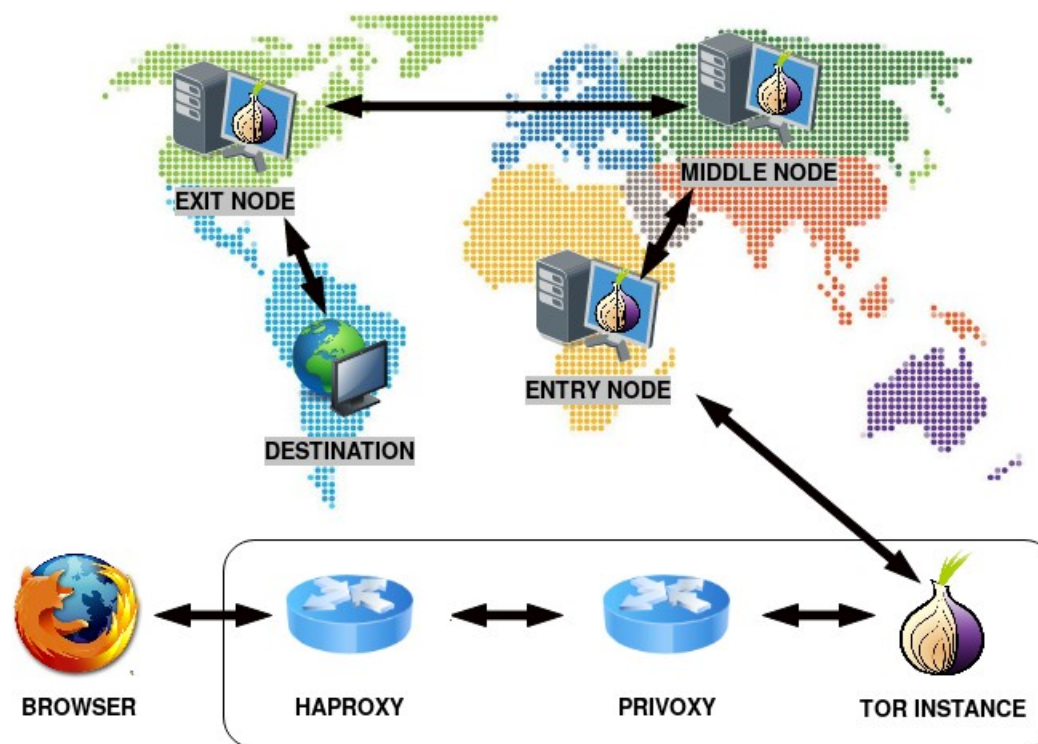 EXIT NODE
MIDDLE NODE
ENTRY NODE
DESTINATION
BROWSER
HAPROXY
PRIVOXY
TOR INSTANCE